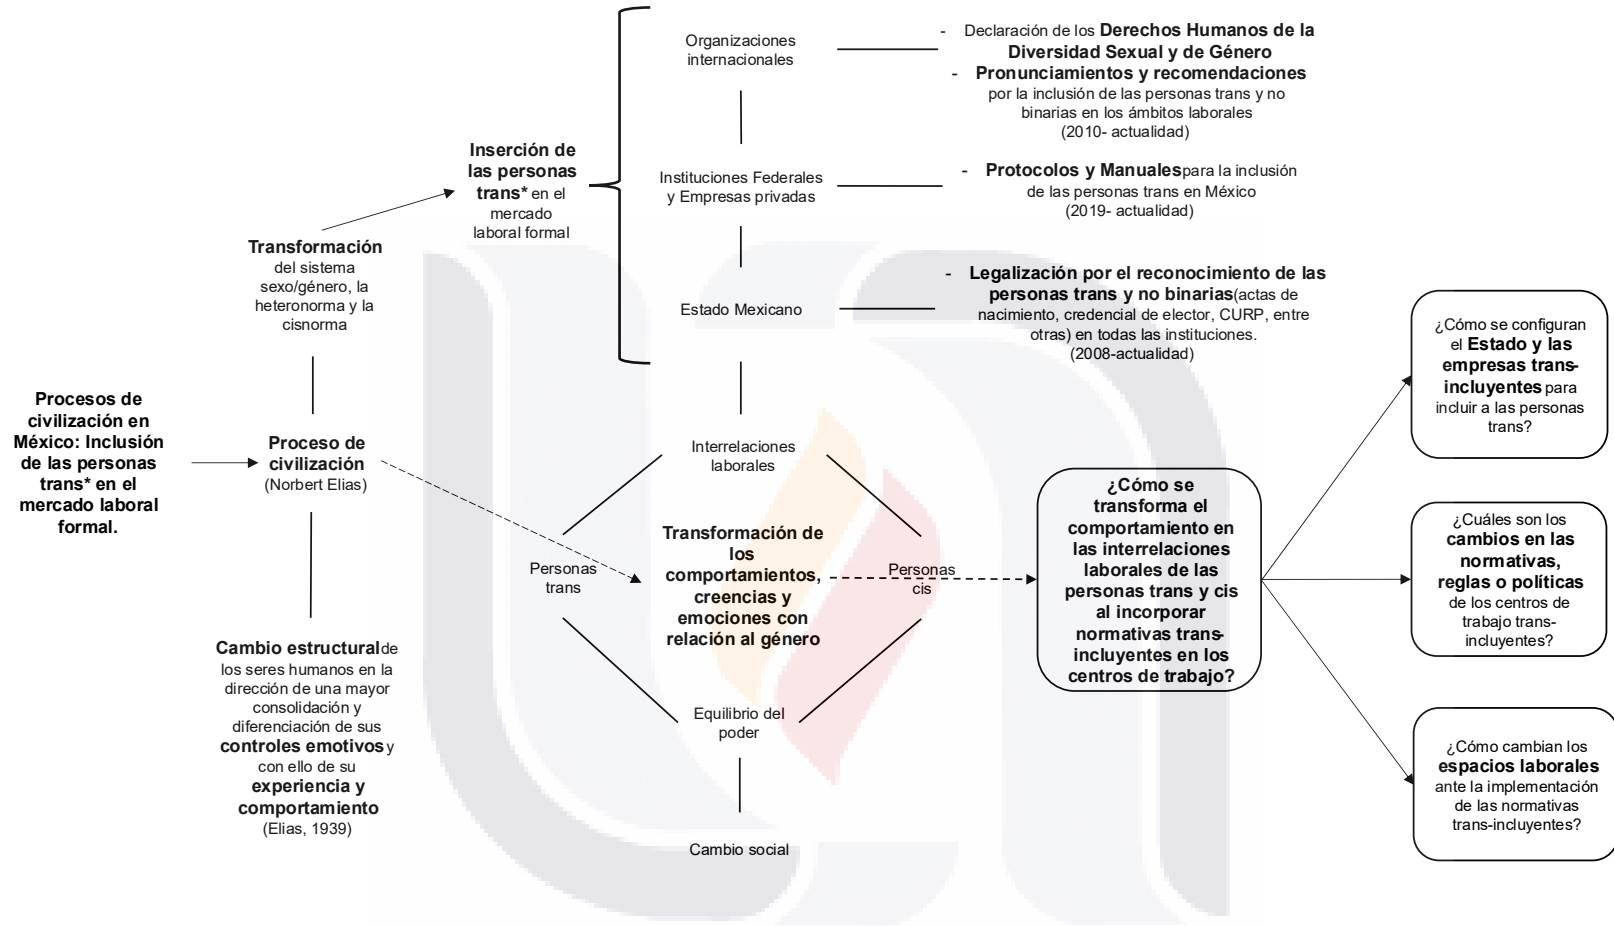 Procesos de
civilización en
México: Inclusión
de las personas
trans* en el
mercado laboral
formal.
Transformación
del sistema
sexo/género, la
heteronorma y la
cisnorma
Proceso de
civilización
(Norbert Elias)
Cambio estructural de
los seres humanos en la
dirección de una mayor
consolidación y
diferenciación de sus
controles emotivos y
con ello de su
experiencia y
comportamiento
(Elias, 1939)
Inserción de
las personas
trans* en el
mercado
laboral formal
Organizaciones
internacionales
- Declaración de los Derechos Humanos de la
Diversidad Sexual y de Género
- Pronunciamientos y recomendaciones
por la inclusión de las personas trans y no
binarias en los ámbitos laborales
(2010- actualidad)
Instituciones Federales
y Empresas privadas
- Protocolos y Manuales para la inclusión
de las personas trans en México
(2019- actualidad)
Estado Mexicano
- Legalización por el reconocimiento de las
personas trans y no binarias (actas de
nacimiento, credencial de elector, CURP, entre
otras) en todas las instituciones.
(2008-actualidad)
Interrelaciones
laborales
Personas
trans
Transformación de
los
comportamientos,
creencias y
emociones con
relación al género
Personas
cis
Equilibrio del
poder
Cambio social
¿Cómo se
transforma el
comportamiento en
las interrelaciones
laborales de las
personas trans y cis
al incorporar
normativas trans-
incluyentes en los
centros de trabajo?
¿Cómo se configuran
el Estado y las
empresas trans-
incluyentes para
incluir a las personas
trans?
¿Cuáles son los
cambios en las
normativas,
reglas o políticas
de los centros de
trabajo trans-
incluyentes?
¿Cómo cambian los
espacios laborales
ante la implementación
de las normativas
trans-incluyentes?